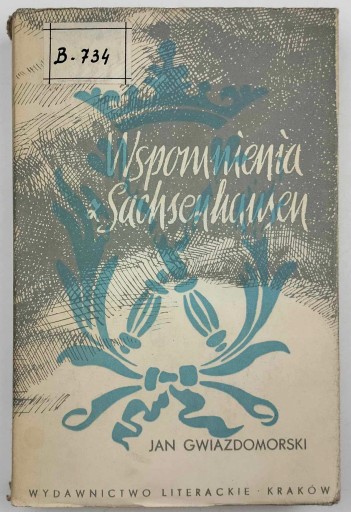 B-734
Wspomnienia
z Sachsenhausen
JAN GWIAZDOMORSKI
WYDAWNICTWO LITERACKIE · KRAKÓW